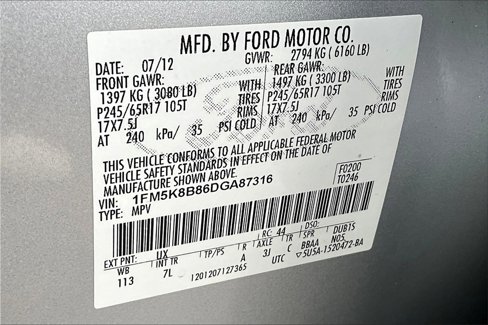 MFD. BY FORD MOTOR CO.
DATE: 07/12 GVWR: 2794 KG ( 6160 LB)
FRONT GAWR: REAR GAWR:
1397 KG ( 3080 LB) WITH 1497 KG ( 3300 LB) WITH
P245/65R17 105T TIRES P245/65R17 105T TIRES
17X7.5J RIMS 17X7.5J RIMS
AT 240 kPa/ 35 PSI COLD AT 240 kPa/ 35 PSI COLD
THIS VEHICLE CONFORMS TO ALL APPLICABLE FEDERAL MOTOR
VEHICLE SAFETY STANDARDS IN EFFECT ON THE DATE OF
MANUFACTURE SHOWN ABOVE.
VIN: 1FM5K8B86DGA87316 F0200
TYPE: MPV T0246
RC: 44 DSO:
EXT PNT: UX
WB INT TR TP/PS R AXLE TR SPR DUBTS
113 7L A 3J C BBAA N05
1201207127365 UTC 5U5A-1520472-BA